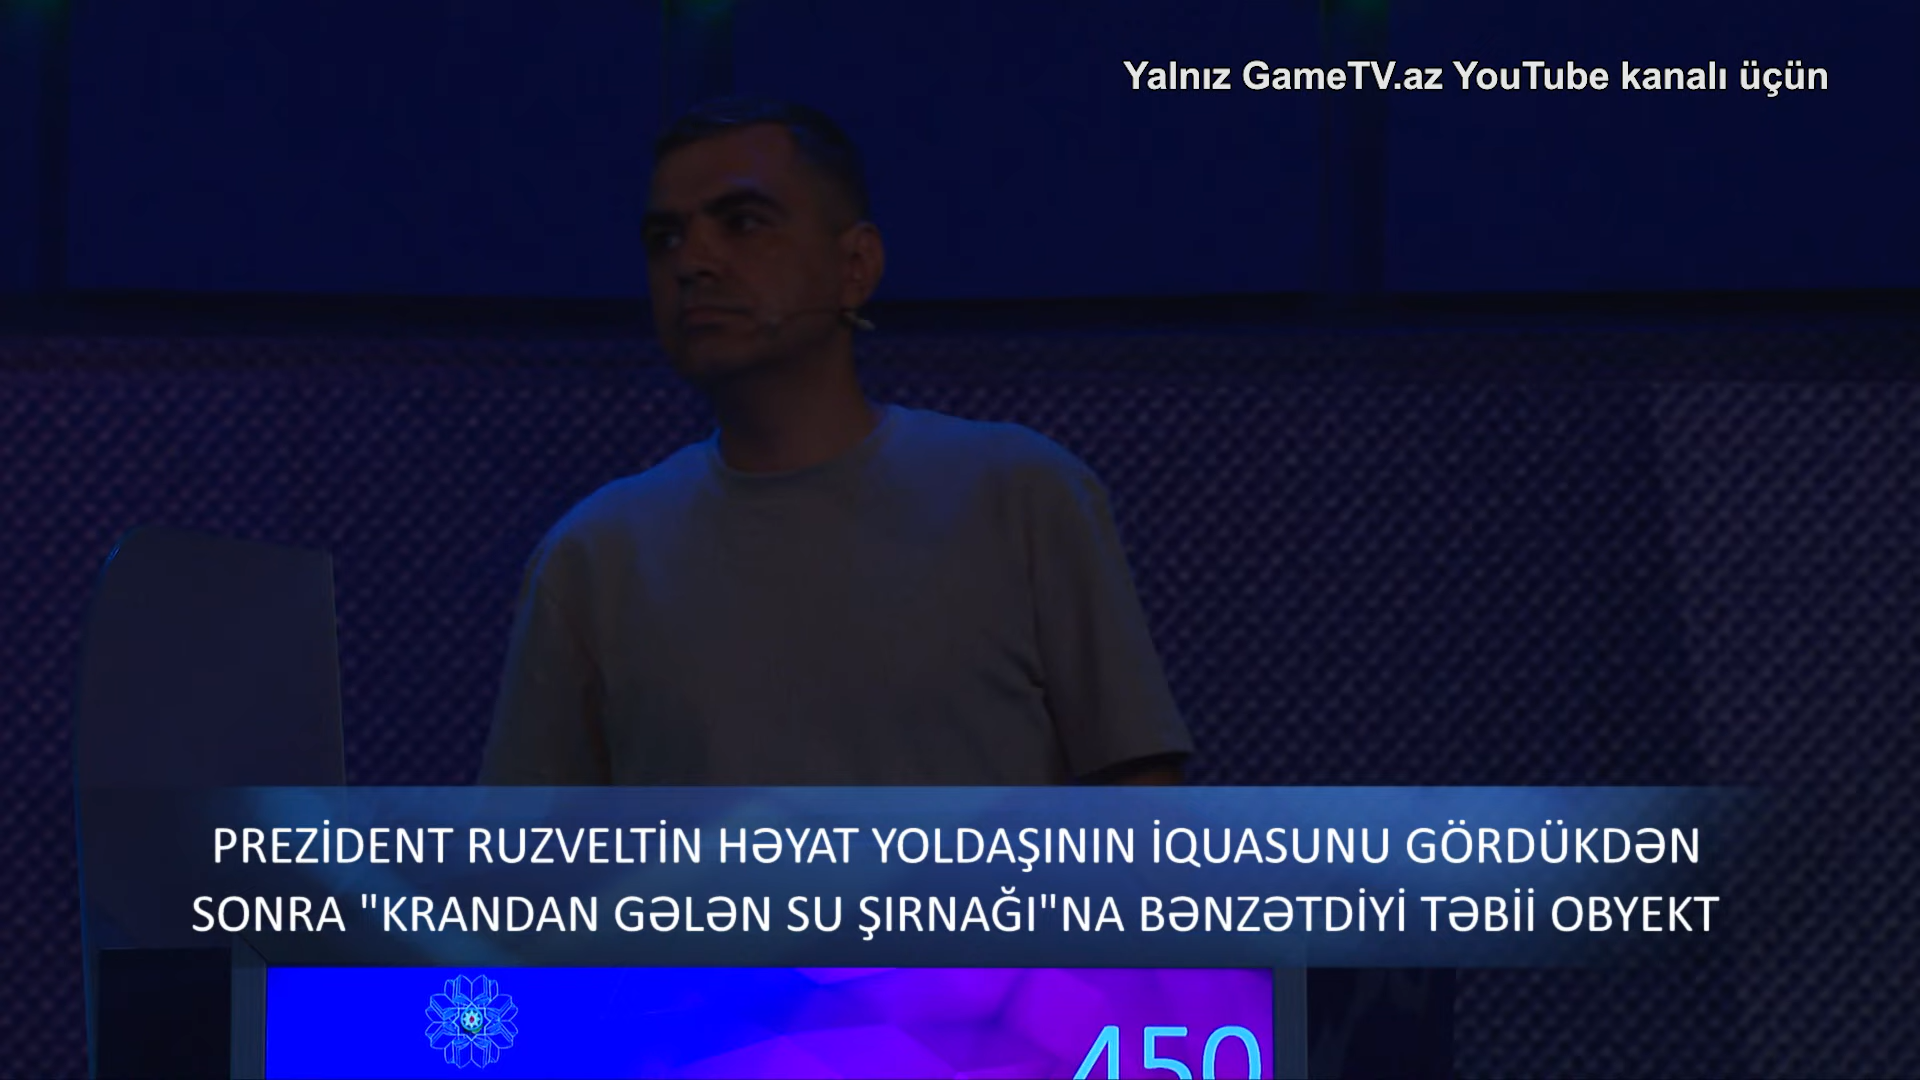 Yalnız GameTV.az YouTube kanalı üçün
PREZİDENT RUZVELTİN HƏYAT YOLDAŞININ İQUASUNU GÖRDÜKDƏN
SONRA "KRANDAN GƏLƏN SU ŞIRNAĞI"NA BƏNZƏTDİYİ TƏBİİ OBYEKT
450